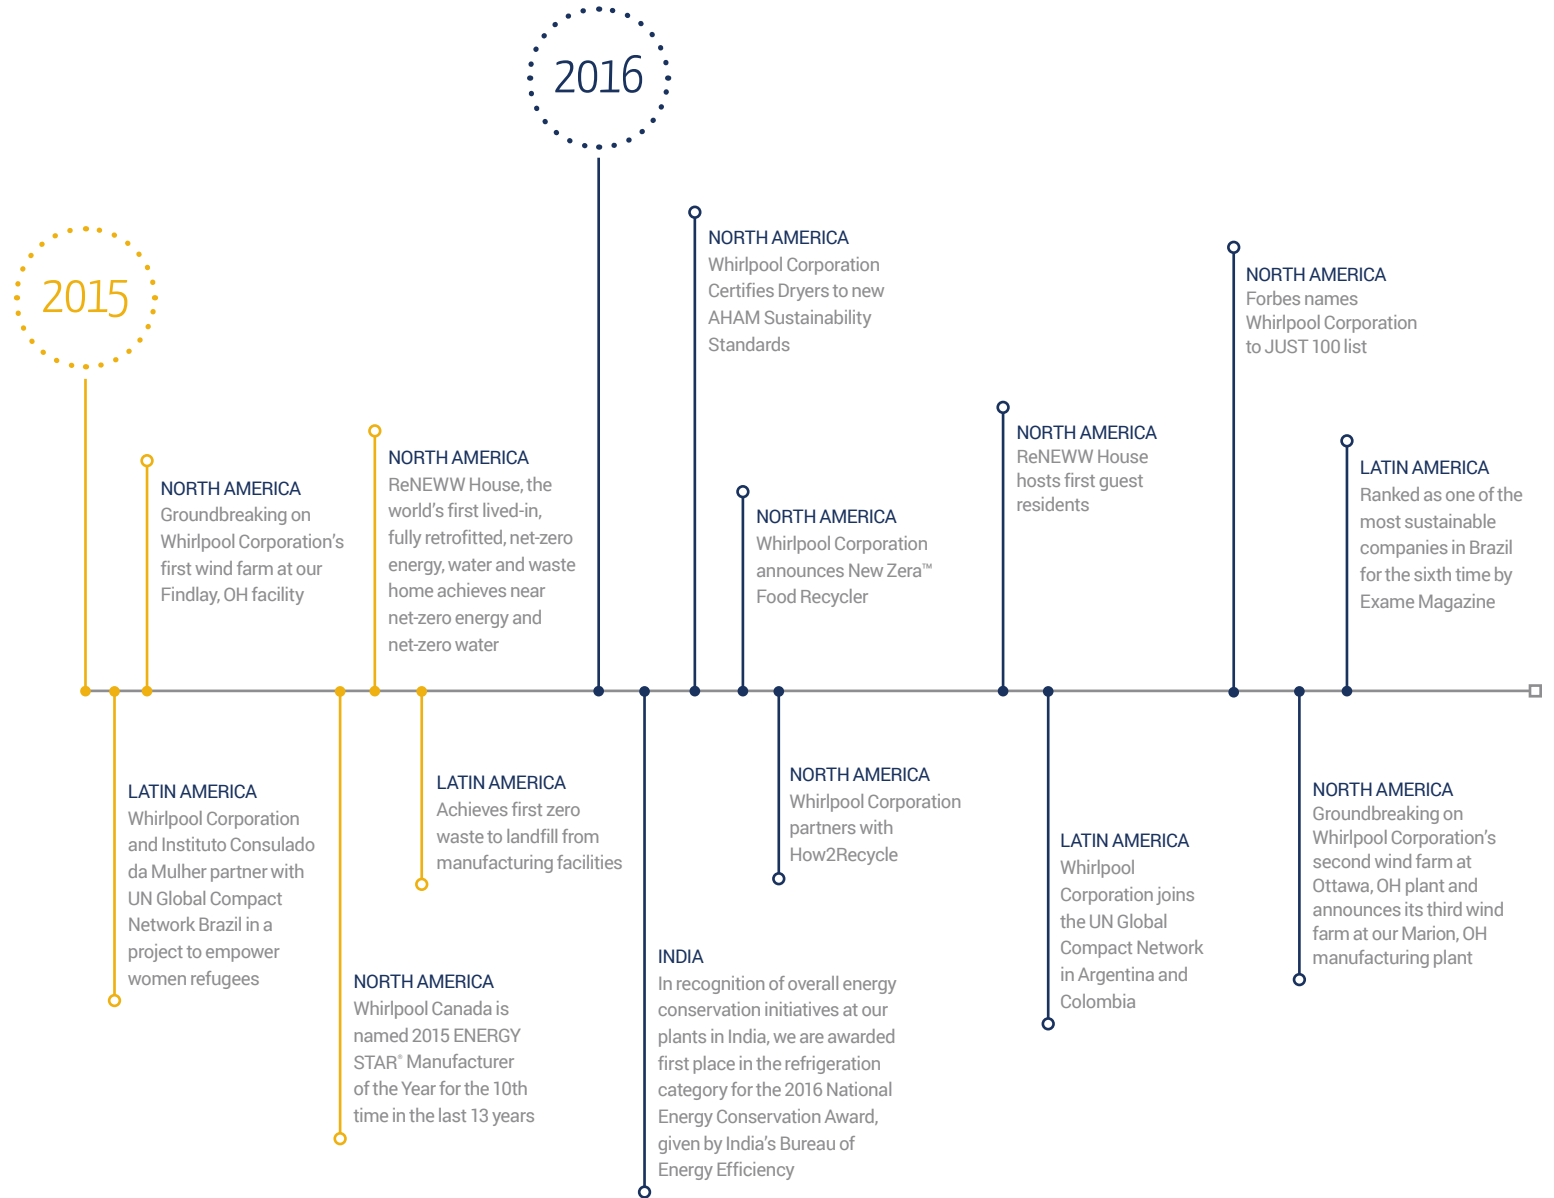 2016
2015
NORTH AMERICA
Whirlpool Corporation
Certifies Dryers to new
AHAM Sustainability
Standards
NORTH AMERICA
Forbes names
Whirlpool Corporation
to JUST 100 list
NORTH AMERICA
Groundbreaking on
Whirlpool Corporation's
first wind farm at our
Findlay, OH facility
NORTH AMERICA
ReNEWW House, the
world's first lived-in,
fully retrofitted, net-zero
energy, water and waste
home achieves near
net-zero energy and
net-zero water
NORTH AMERICA
Whirlpool Corporation
announces New Zera™
Food Recycler
NORTH AMERICA
ReNEWW House
hosts first guest
residents
LATIN AMERICA
Ranked as one of the
most sustainable
companies in Brazil
for the sixth time by
Exame Magazine
LATIN AMERICA
Whirlpool Corporation
and Instituto Consulado
da Mulher partner with
UN Global Compact
Network Brazil in a
project to empower
women refugees
NORTH AMERICA
Whirlpool Canada is
named 2015 ENERGY
STAR® Manufacturer
of the Year for the 10th
time in the last 13 years
LATIN AMERICA
Achieves first zero
waste to landfill from
manufacturing facilities
INDIA
In recognition of overall energy
conservation initiatives at our
plants in India, we are awarded
first place in the refrigeration
category for the 2016 National
Energy Conservation Award,
given by India's Bureau of
Energy Efficiency
NORTH AMERICA
Whirlpool Corporation
partners with
How2Recycle
LATIN AMERICA
Whirlpool
Corporation joins
the UN Global
Compact Network
in Argentina and
Colombia
NORTH AMERICA
Groundbreaking on
Whirlpool Corporation's
second wind farm at
Ottawa, OH plant and
announces its third wind
farm at our Marion, OH
manufacturing plant